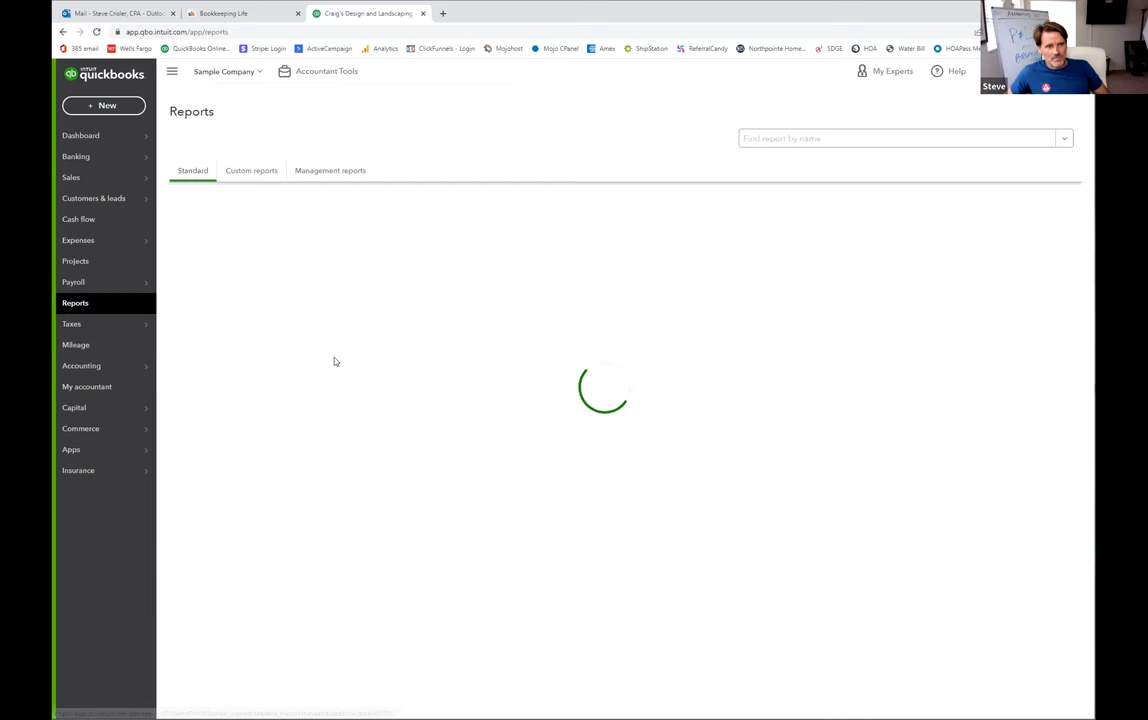 Mail - Steve Crisler, CPA - Outloo
Bookkeeping Life
Craig's Design and Landscaping
app.qbo.intuit.com/app/reports
365 email
Wells Fargo
QuickBooks Online...
Stripe: Login
ActiveCampaign
Analytics
ClickFunnels - Login
Mojohost
Mojo CPanel
Amex
ShipStation
ReferralCandy
Northpointe Home...
SDGE
HOA
Water Bill
HOAPass Me
INTUIT
quickbooks.
Sample Company
Accountant Tools
My Experts
Help
Steve
+ New
Reports
Find report by name
Standard
Custom reports
Management reports
Dashboard
Banking
Sales
Customers & leads
Cash flow
Expenses
Projects
Payroll
Reports
Taxes
Mileage
Accounting
My accountant
Capital
Commerce
Apps
Insurance